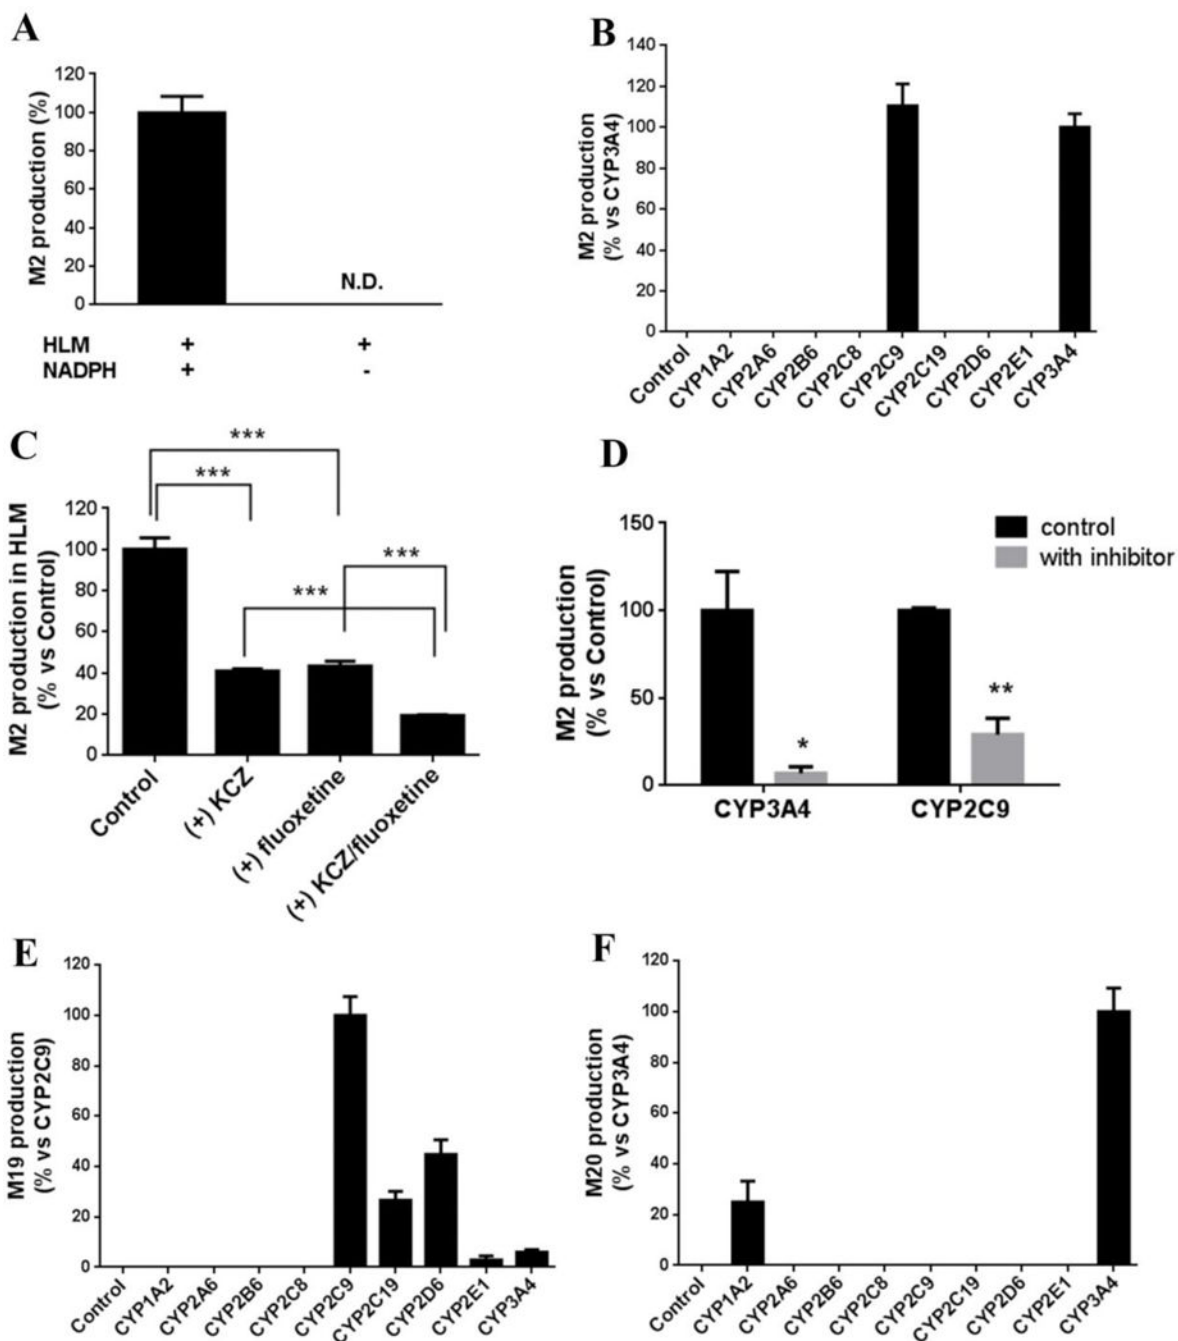 A
M2 production (%)
120
100
80
60
40
20
0
N.D.
HLM + +
NADPH + -
B
M2 production
(% vs CYP3A4)
140
120
100
80
60
40
20
0
Control
CYP1A2
CYP2A6
CYP2B6
CYP2C8
CYP2C9
CYP2C19
CYP2D6
CYP2E1
CYP3A4
C
M2 production in HLM
(% vs Control)
120
100
80
60
40
20
0
***
***
***
***
Control
(+) KCZ
(+) fluoxetine
(+) KCZ/fluoxetine
D
M2 production
(% vs Control)
150
100
50
0
control
with inhibitor
*
**
CYP3A4
CYP2C9
E
M19 production
(% vs CYP2C9)
120
100
80
60
40
20
0
Control
CYP1A2
CYP2A6
CYP2B6
CYP2C8
CYP2C9
CYP2C19
CYP2D6
CYP2E1
CYP3A4
F
M20 production
(% vs CYP3A4)
120
100
80
60
40
20
0
Control
CYP1A2
CYP2A6
CYP2B6
CYP2C8
CYP2C9
CYP2C19
CYP2D6
CYP2E1
CYP3A4